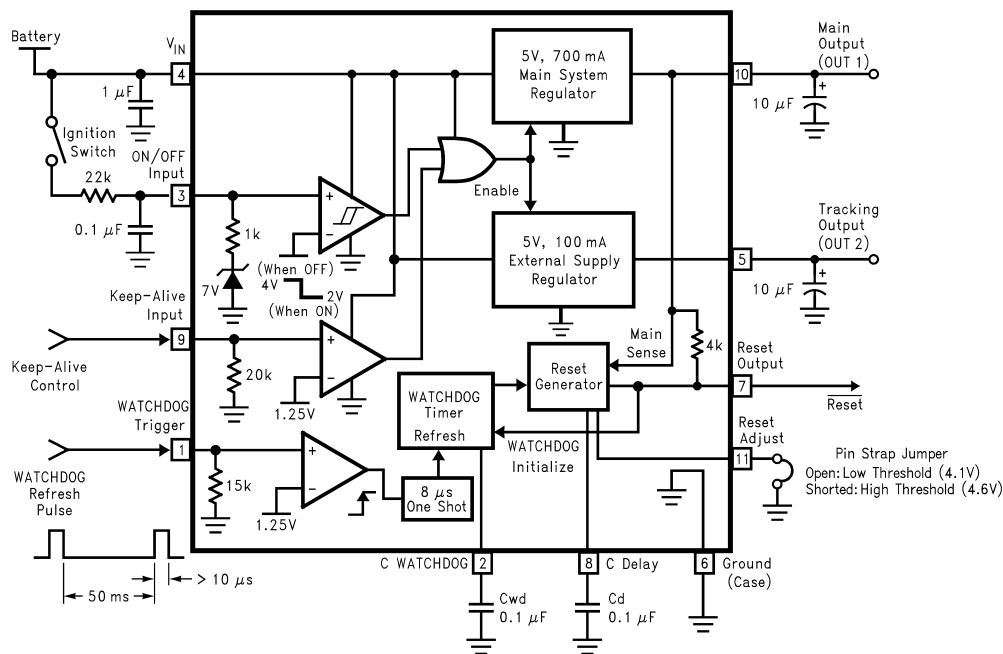 Battery
V IN
4
1 μF
Ignition
Switch
ON/OFF
Input
22k
3
0.1 μF
1k
7V
(When OFF)
4V
2V
(When ON)
+
−
5V, 700 mA
Main System
Regulator
Enable
5V, 100 mA
External Supply
Regulator
10
Main
Output
(OUT 1)
+
10 μF
5
Tracking
Output
(OUT 2)
+
10 μF
Keep-Alive
Input
9
Keep-Alive
Control
20k
+
−
1.25V
WATCHDOG
Trigger
1
WATCHDOG
Refresh
Pulse
15k
+
−
1.25V
8 μs
One Shot
WATCHDOG
Timer
Refresh
Reset
Generator
Main
Sense
4k
WATCHDOG
Initialize
Reset
Output
7
Reset
Reset
Adjust
11
Pin Strap Jumper
Open: Low Threshold (4.1V)
Shorted: High Threshold (4.6V)
> 10 μs
50 ms
C WATCHDOG
2
8
C Delay
6
Ground
(Case)
Cwd
0.1 μF
Cd
0.1 μF